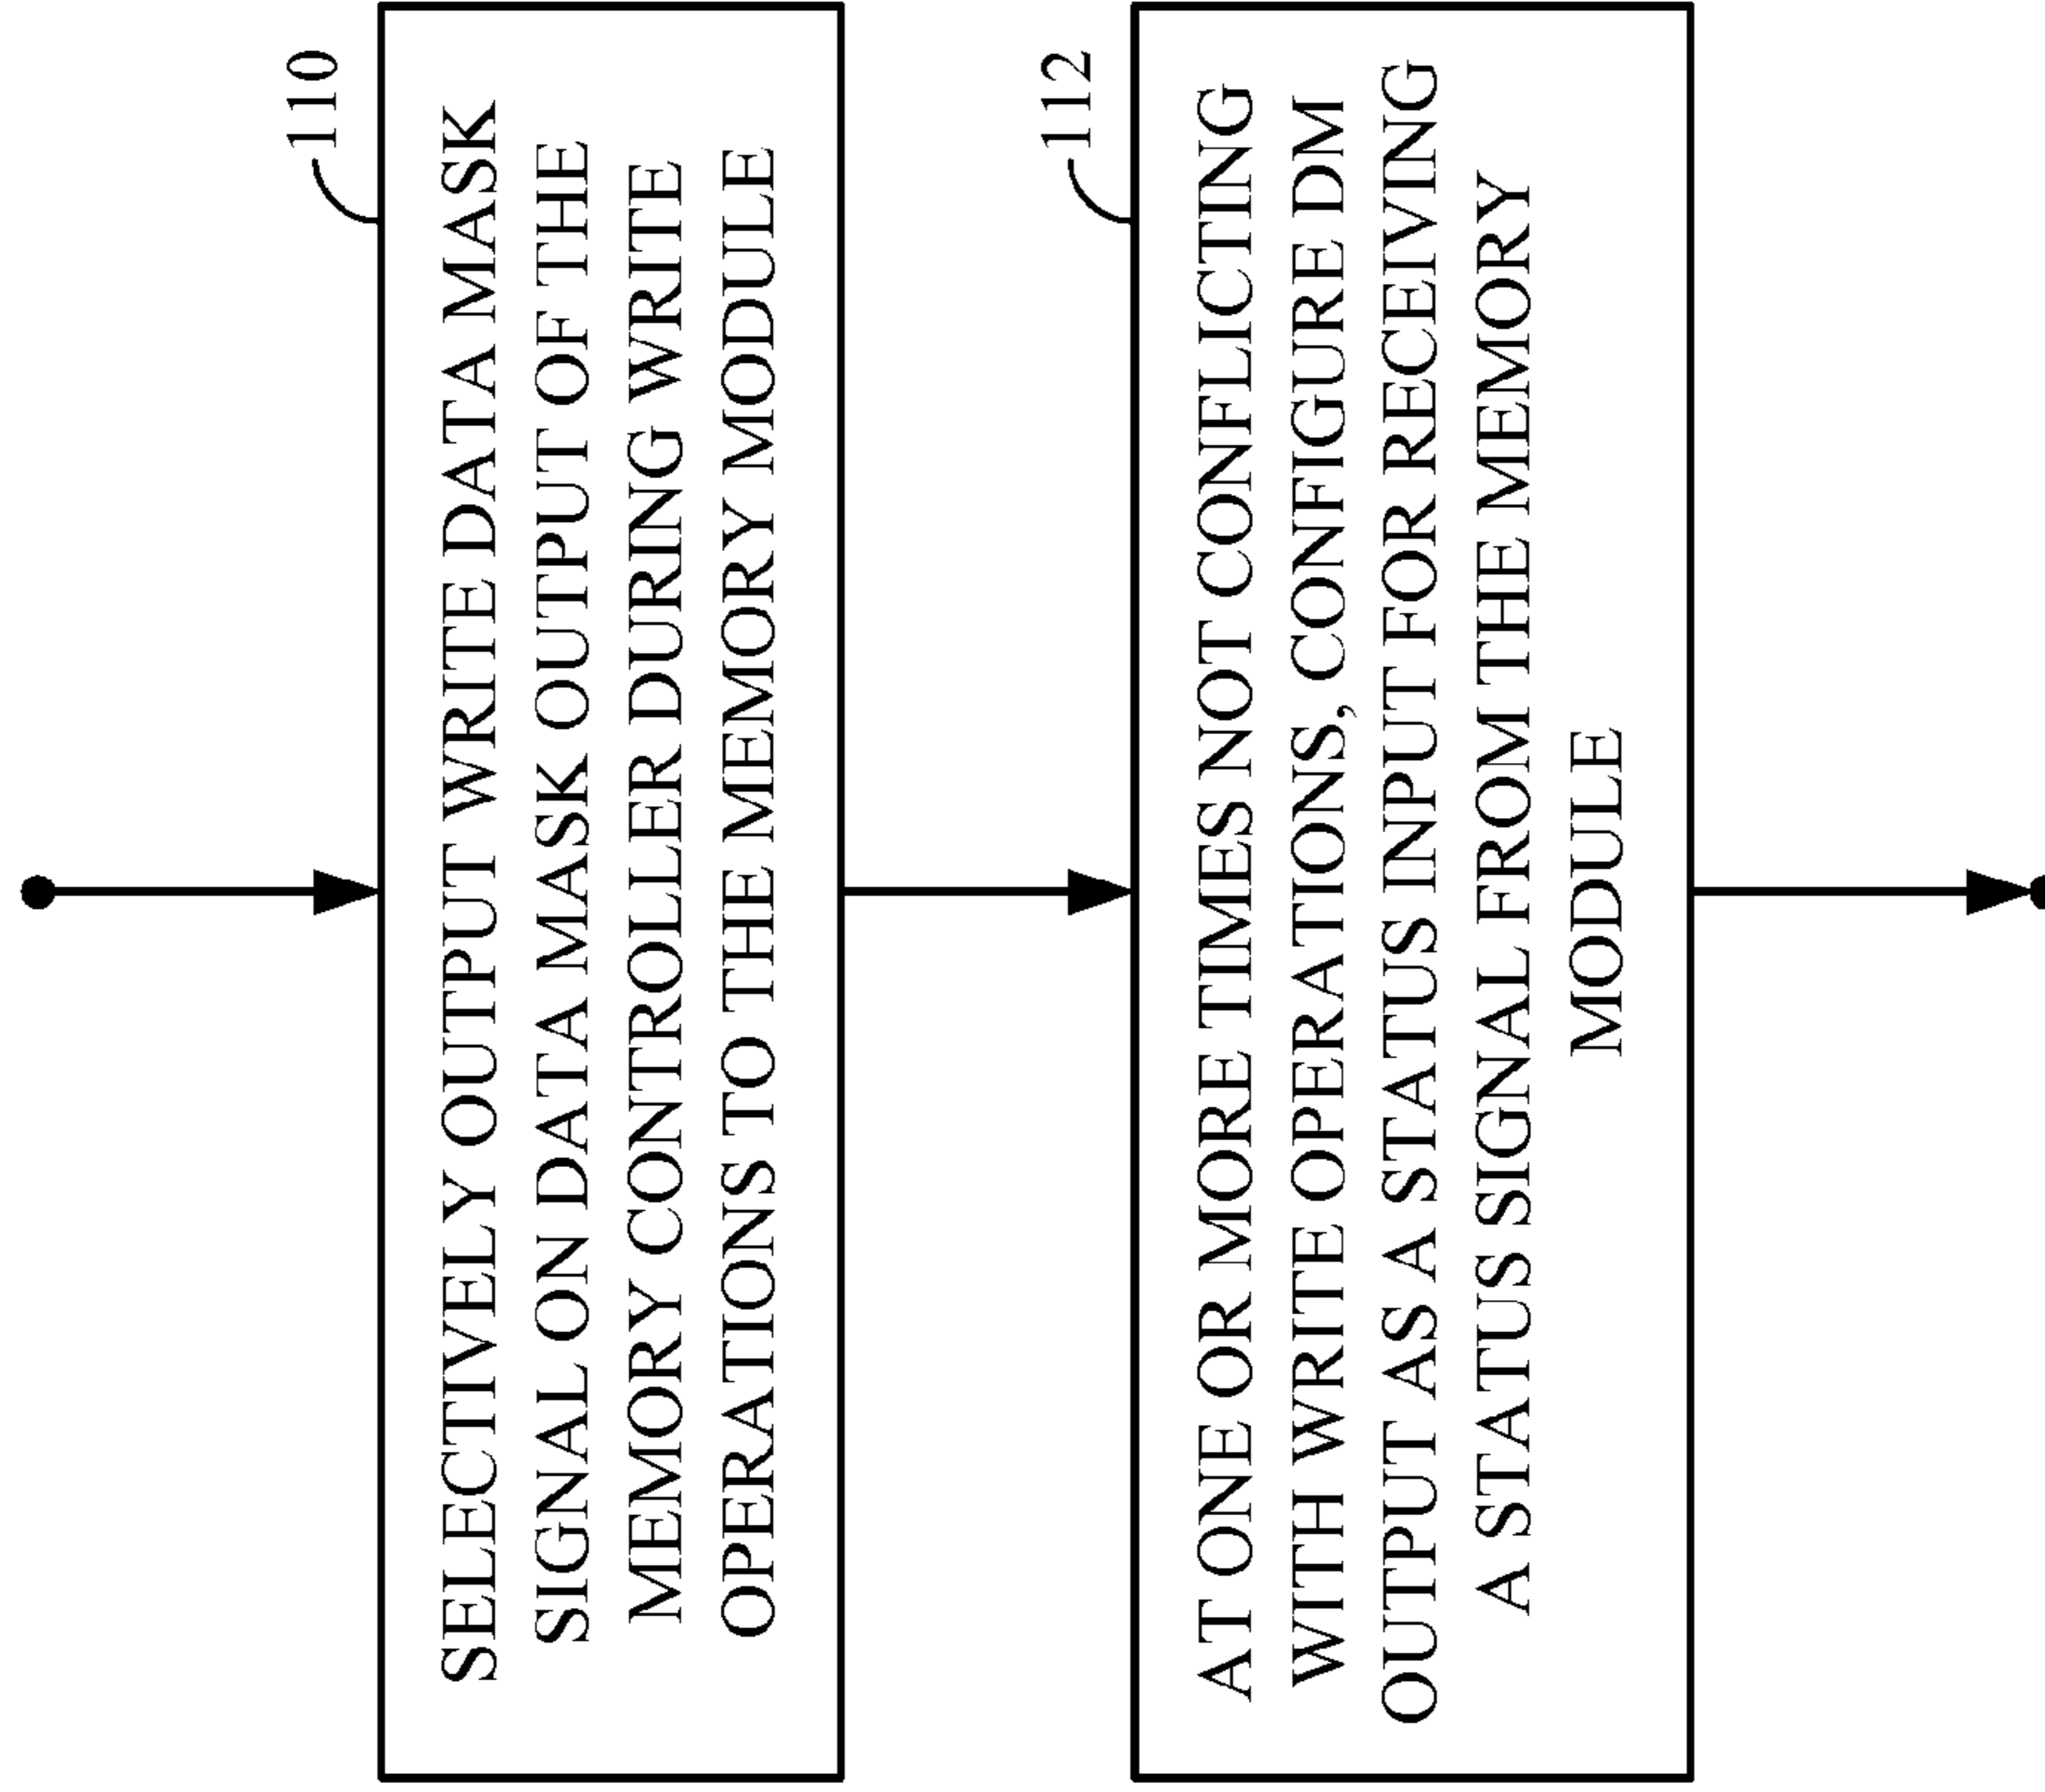 110
SELECTIVELY OUTPUT WRITE DATA MASK
SIGNAL ON DATA MASK OUTPUT OF THE
MEMORY CONTROLLER DURING WRITE
OPERATIONS TO THE MEMORY MODULE
112
AT ONE OR MORE TIMES NOT CONFLICTING
WITH WRITE OPERATIONS, CONFIGURE DM
OUTPUT AS A STATUS INPUT FOR RECEIVING
A STATUS SIGNAL FROM THE MEMORY
MODULE